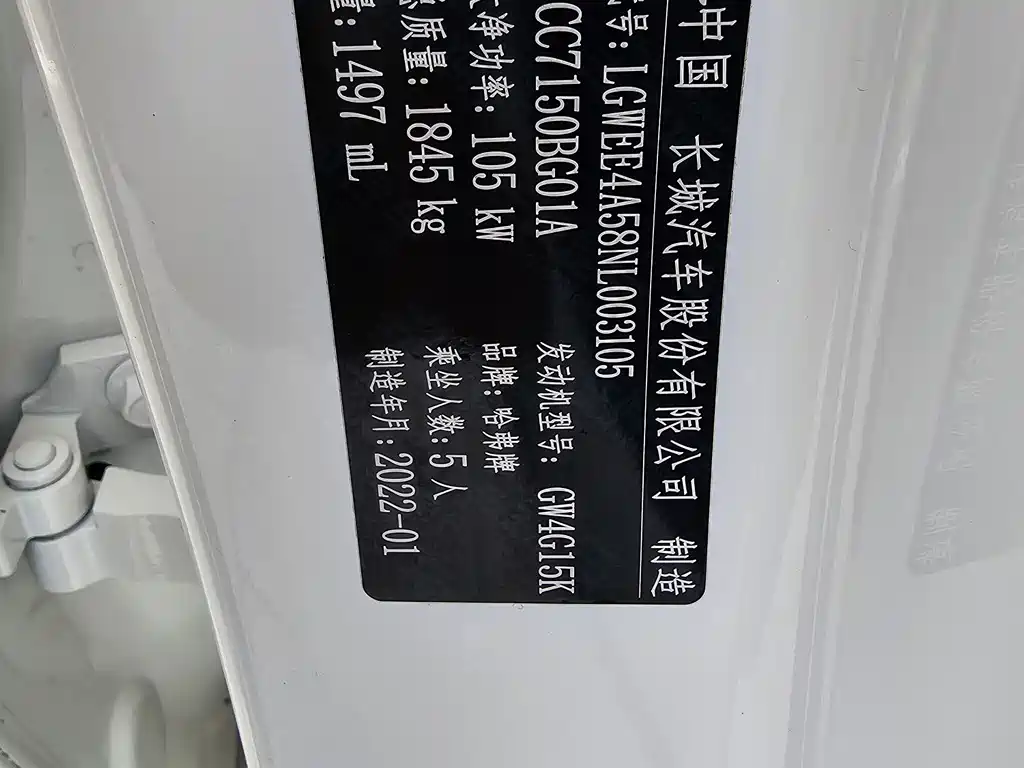 中国 长城汽车股份有限公司 制造
号: LGWEE4A58NL003105
CC7150BG01A 发动机型号: GW4G15K
净功率: 105 kW 品牌: 哈弗牌
质量: 1845 kg 乘坐人数: 5 人
量: 1497 mL 制造年月: 2022-01